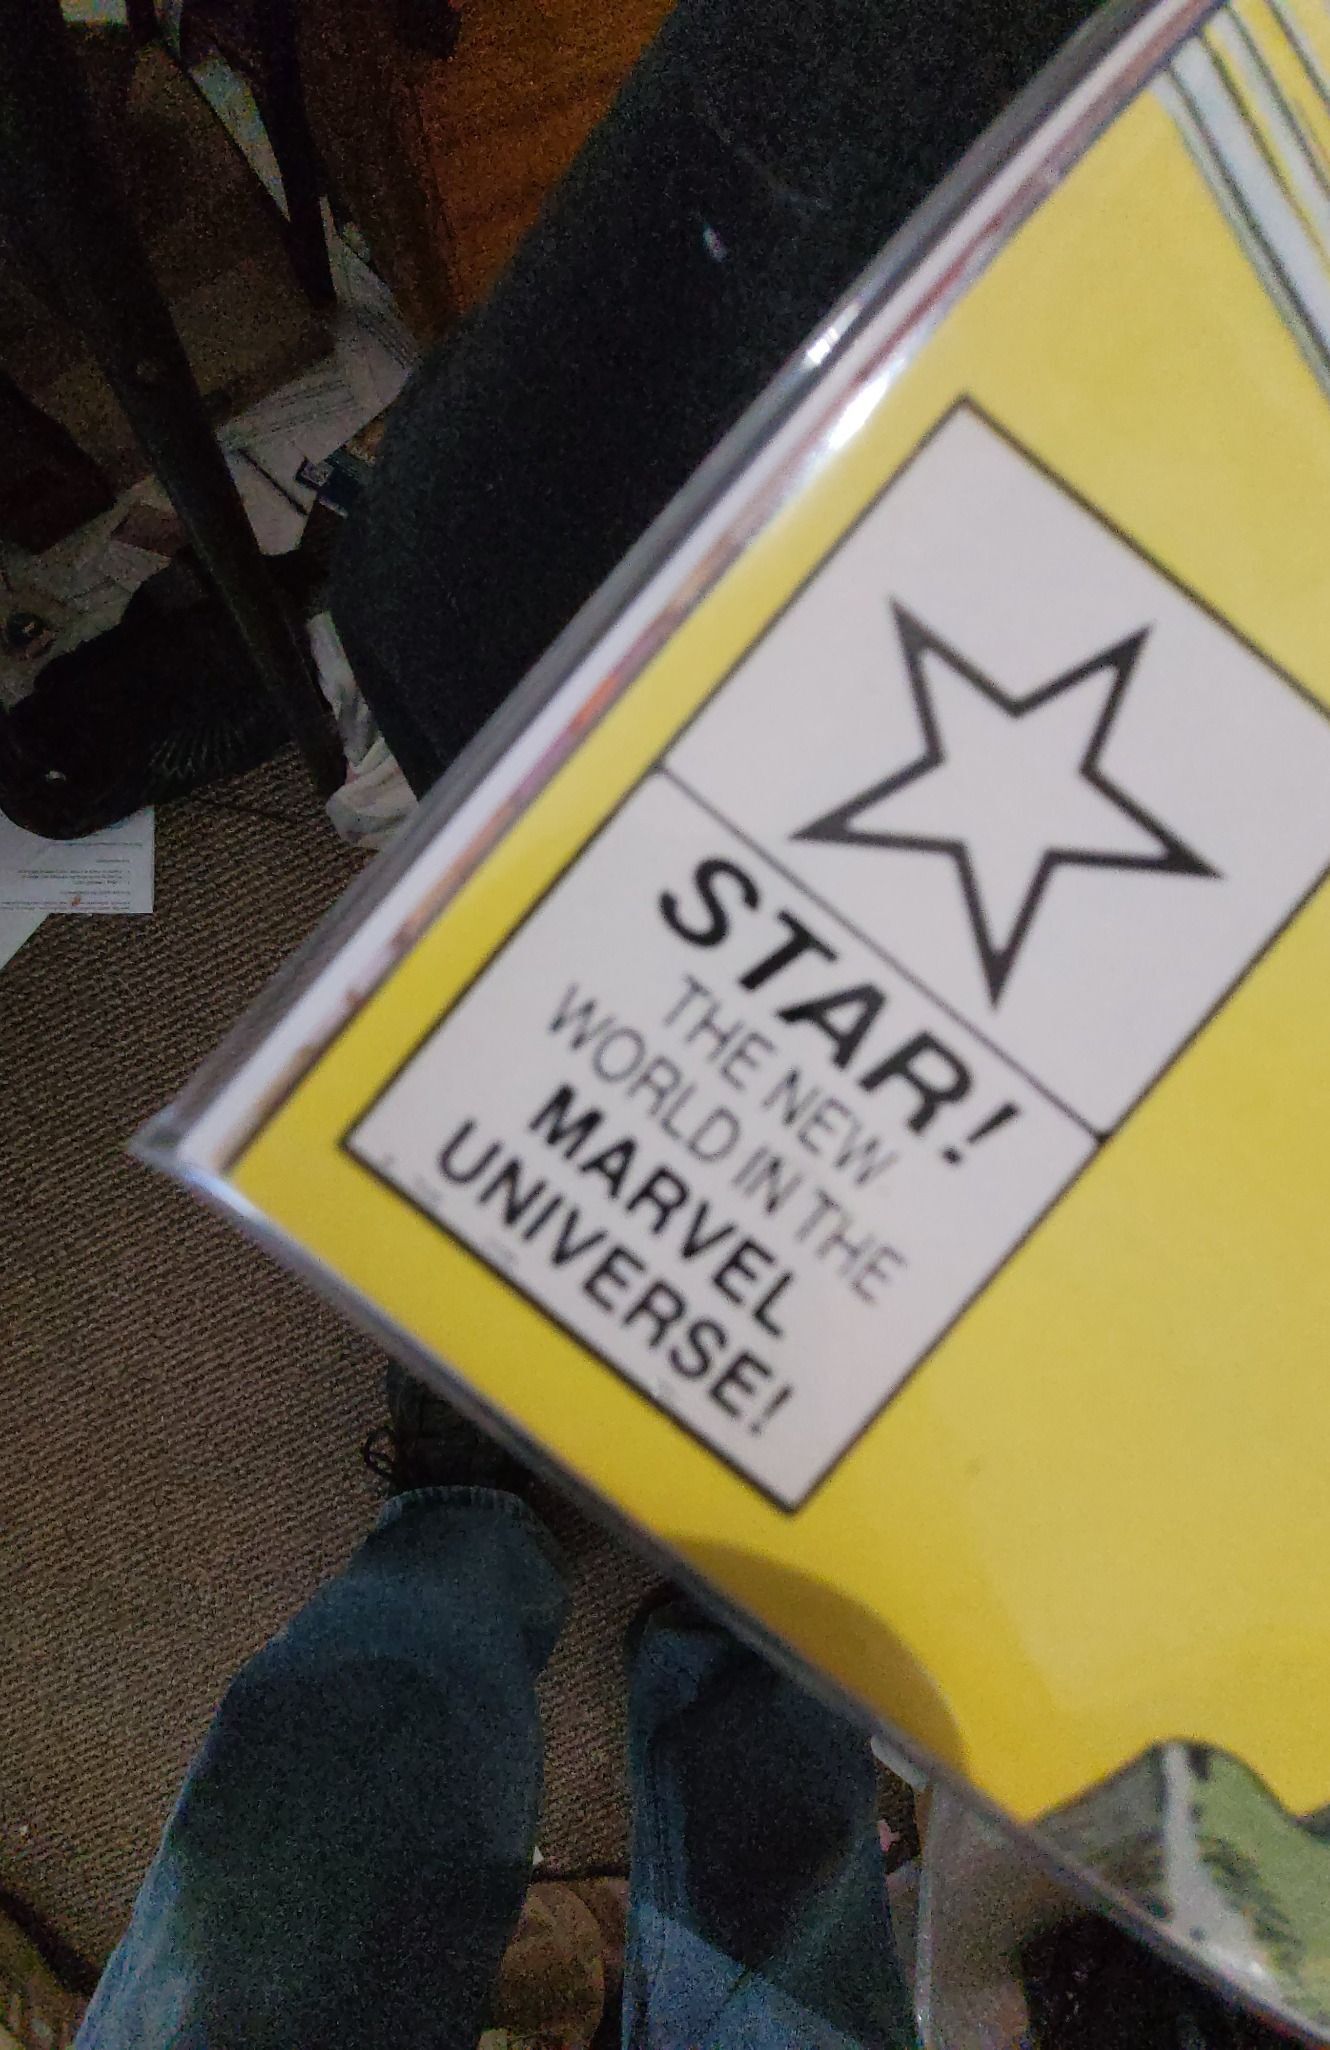 STAR!
THE NEW
WORLD IN THE
MARVEL
UNIVERSE!